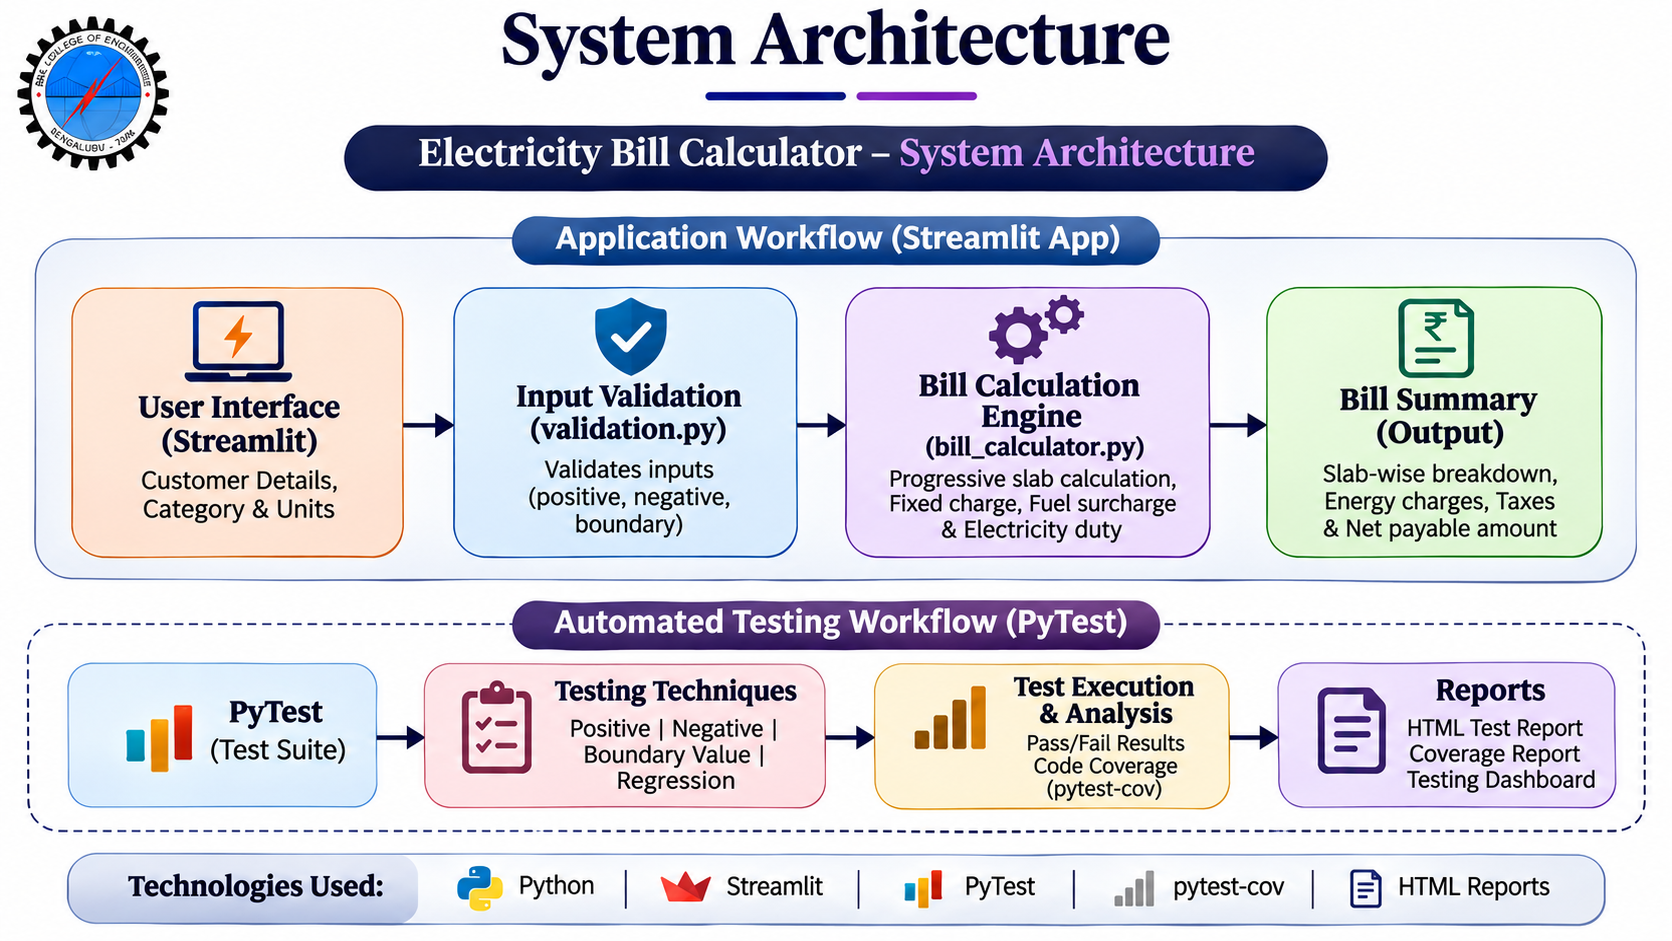 COLLEGE OF
BENGALURU -
System Architecture
Electricity Bill Calculator – System Architecture
Application Workflow (Streamlit App)
User Interface
(Streamlit)
Customer Details,
Category & Units
Input Validation
(validation.py)
Validates inputs
(positive, negative,
boundary)
Bill Calculation
Engine
(bill_calculator.py)
Progressive slab calculation,
Fixed charge, Fuel surcharge
& Electricity duty
₹
Bill Summary
(Output)
Slab-wise breakdown,
Energy charges, Taxes
& Net payable amount
Automated Testing Workflow (PyTest)
PyTest
(Test Suite)
Testing Techniques
Positive | Negative |
Boundary Value |
Regression
Test Execution
& Analysis
Pass/Fail Results
Code Coverage
(pytest-cov)
Reports
HTML Test Report
Coverage Report
Testing Dashboard
Technologies Used:
Python
Streamlit
PyTest
pytest-cov
HTML Reports